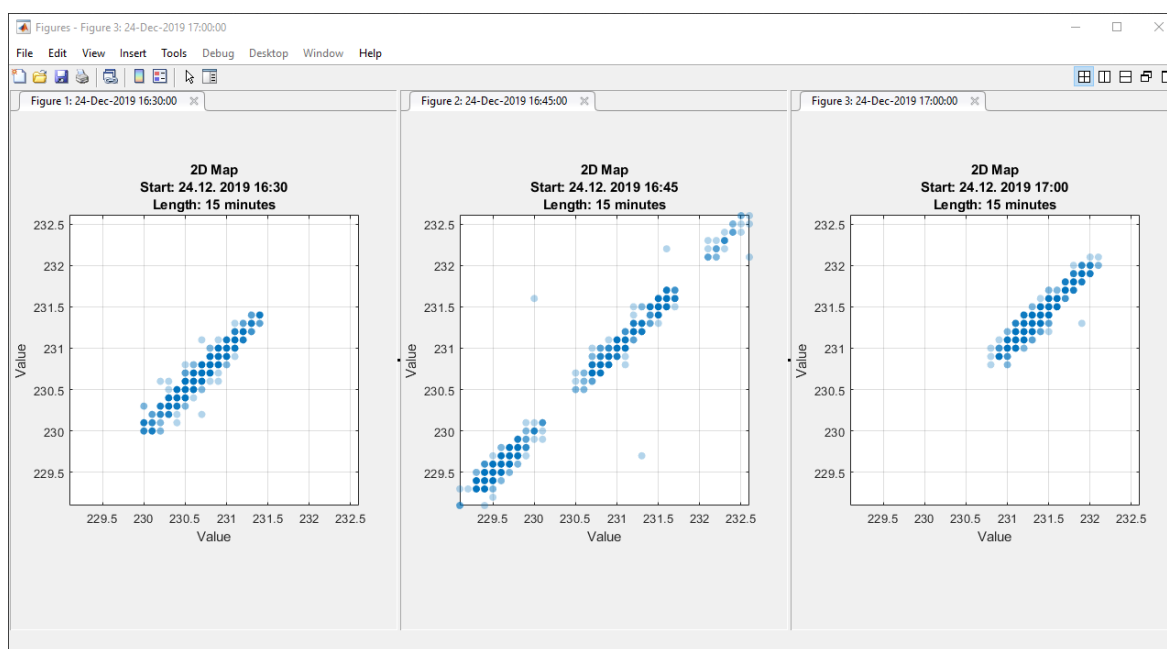 Figures - Figure 3: 24-Dec-2019 17:00:00
File Edit View Insert Tools Debug Desktop Window Help
Figure 1: 24-Dec-2019 16:30:00
Figure 2: 24-Dec-2019 16:45:00
Figure 3: 24-Dec-2019 17:00:00
2D Map
Start: 24.12. 2019 16:30
Length: 15 minutes
232.5
232
231.5
231
230.5
230
229.5
Value
229.5 230 230.5 231 231.5 232 232.5
Value
2D Map
Start: 24.12. 2019 16:45
Length: 15 minutes
232.5
232
231.5
231
230.5
230
229.5
Value
229.5 230 230.5 231 231.5 232 232.5
Value
2D Map
Start: 24.12. 2019 17:00
Length: 15 minutes
232.5
232
231.5
231
230.5
230
229.5
Value
229.5 230 230.5 231 231.5 232 232.5
Value